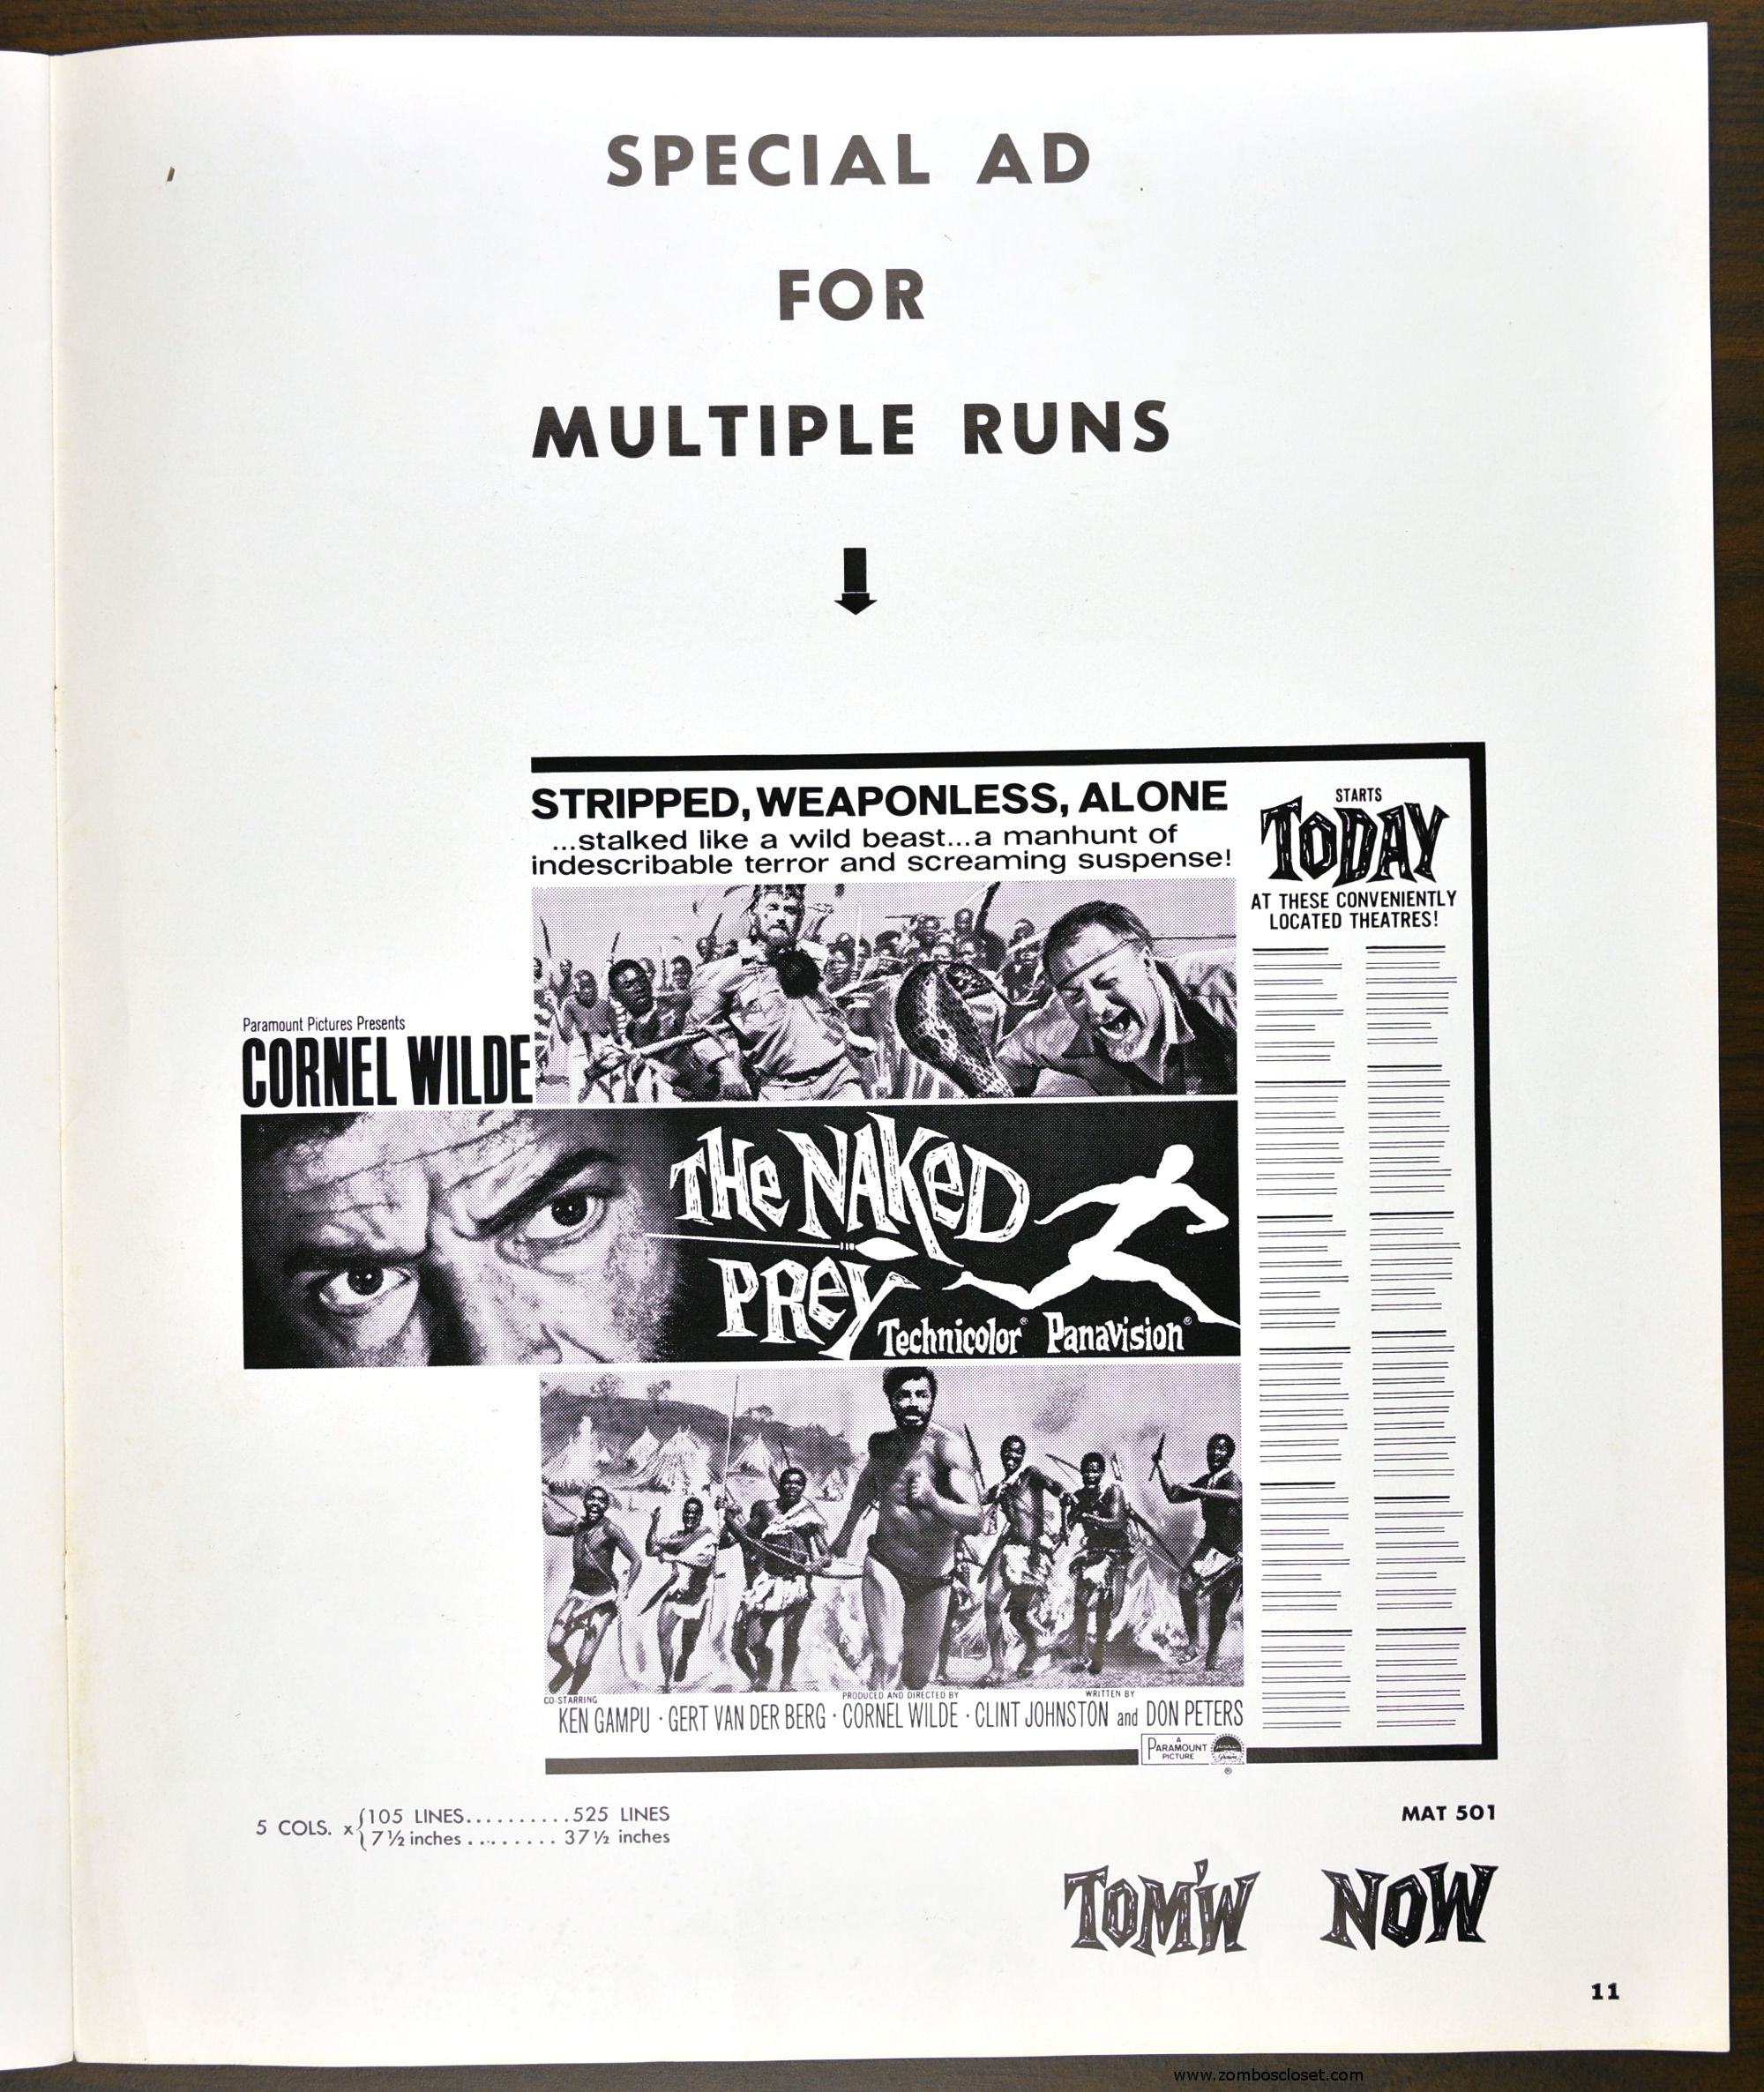 SPECIAL AD
FOR
MULTIPLE RUNS
STRIPPED, WEAPONLESS, ALONE
...stalked like a wild beast...a manhunt of
indescribable terror and screaming suspense!
STARTS
TODAY
AT THESE CONVENIENTLY
LOCATED THEATRES!
Paramount Pictures Presents
CORNEL WILDE
THE NAKED
PREY
Technicolor® Panavision®
CO-STARRING
PRODUCED AND DIRECTED BY
WRITTEN BY
KEN GAMPU · GERT VAN DER BERG · CORNEL WILDE · CLINT JOHNSTON and DON PETERS
A
PARAMOUNT
PICTURE
®
5 COLS. x {105 LINES..........525 LINES
7½ inches ........ 37½ inches
MAT 501
TOM'W NOW
11
www.zomboscloset.com